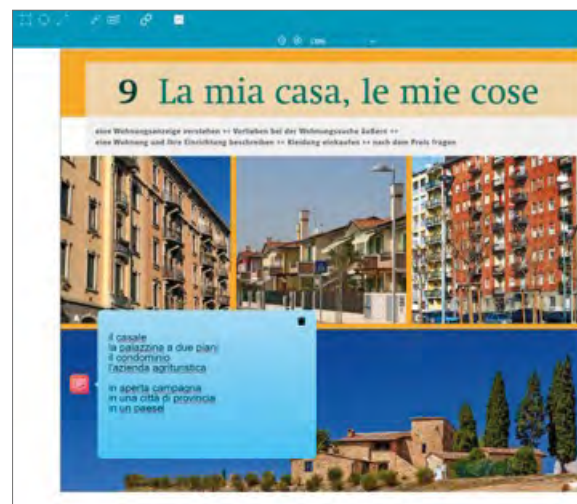 9 La mia casa, le mie cose
eine Wohnungsanzeige verstehen ++ Vorlieben bei der Wohnungssuche äußern ++
eine Wohnung und ihre Einrichtung beschreiben ++ Kleidung einkaufen ++ nach dem Preis fragen
il casale
la palazzina a due piani
il condominio
l'azienda agrituristica
in aperta campagna
in una città di provincia
in un paese